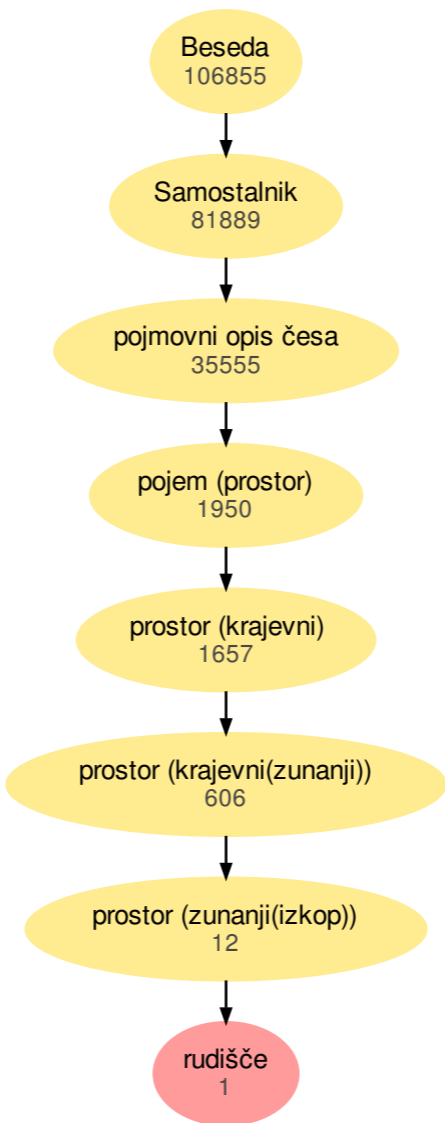 Beseda
106855
Samostalnik
81889
pojmovni opis česa
35555
pojem (prostor)
1950
prostor (krajevni)
1657
prostor (krajevni(zunanji))
606
prostor (zunanji(izkop))
12
rudišče
1